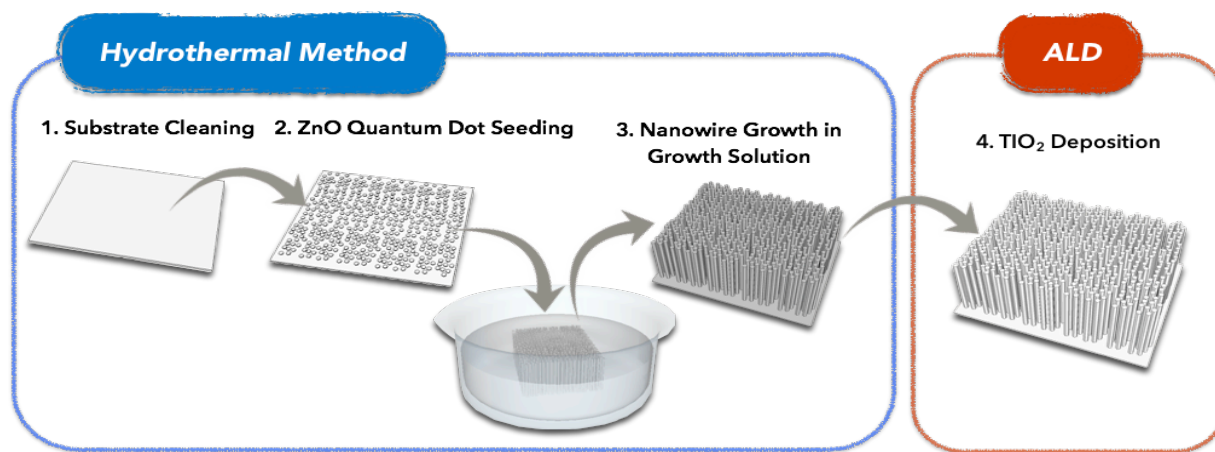 Hydrothermal Method
ALD
1. Substrate Cleaning
2. ZnO Quantum Dot Seeding
3. Nanowire Growth in
Growth Solution
4. TIO₂ Deposition